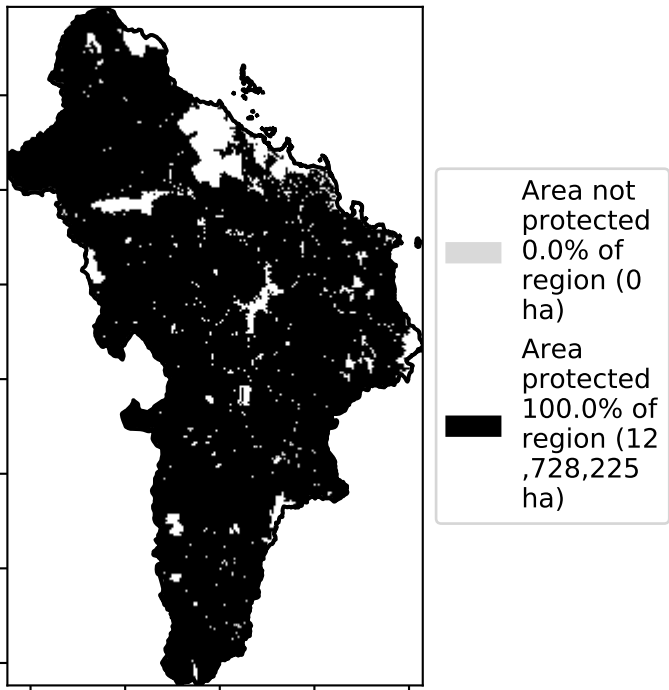 Area not
protected
0.0% of
region (0
ha)
Area
protected
100.0% of
region (12
,728,225
ha)